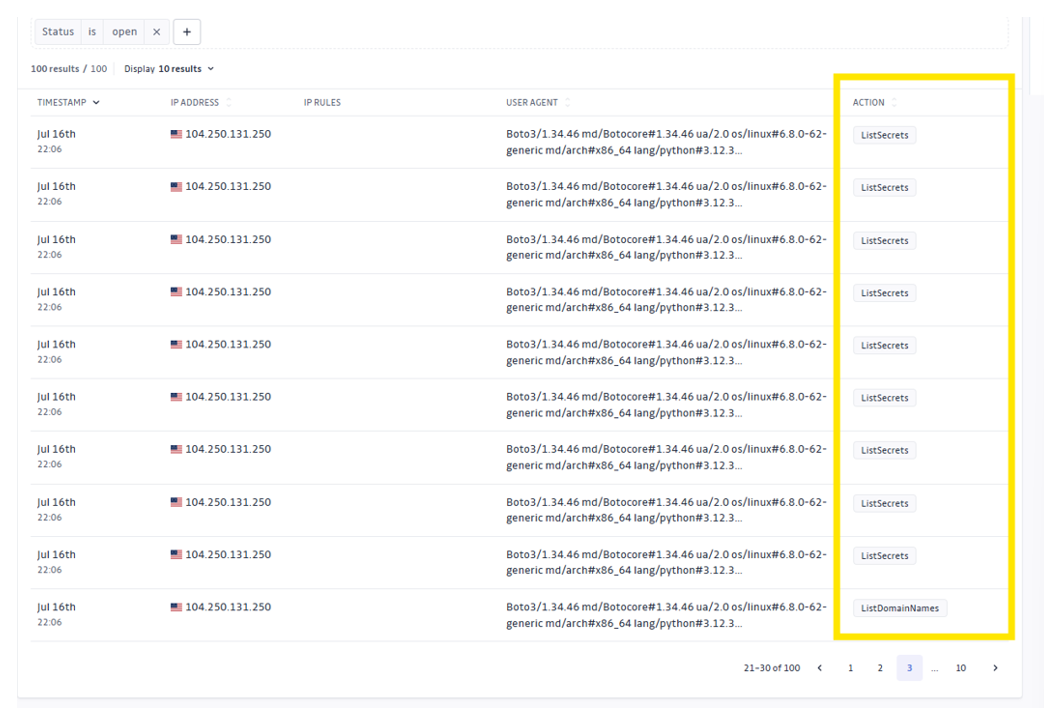 Status is open × +
100 results / 100 Display 10 results
TIMESTAMP IP ADDRESS IP RULES USER AGENT ACTION
Jul 16th 104.250.131.250 Boto3/1.34.46 md/Botocore#1.34.46 ua/2.0 os/linux#6.8.0-62- ListSecrets
22:06 generic md/arch#x86_64 lang/python#3.12.3...
Jul 16th 104.250.131.250 Boto3/1.34.46 md/Botocore#1.34.46 ua/2.0 os/linux#6.8.0-62- ListSecrets
22:06 generic md/arch#x86_64 lang/python#3.12.3...
Jul 16th 104.250.131.250 Boto3/1.34.46 md/Botocore#1.34.46 ua/2.0 os/linux#6.8.0-62- ListSecrets
22:06 generic md/arch#x86_64 lang/python#3.12.3...
Jul 16th 104.250.131.250 Boto3/1.34.46 md/Botocore#1.34.46 ua/2.0 os/linux#6.8.0-62- ListSecrets
22:06 generic md/arch#x86_64 lang/python#3.12.3...
Jul 16th 104.250.131.250 Boto3/1.34.46 md/Botocore#1.34.46 ua/2.0 os/linux#6.8.0-62- ListSecrets
22:06 generic md/arch#x86_64 lang/python#3.12.3...
Jul 16th 104.250.131.250 Boto3/1.34.46 md/Botocore#1.34.46 ua/2.0 os/linux#6.8.0-62- ListSecrets
22:06 generic md/arch#x86_64 lang/python#3.12.3...
Jul 16th 104.250.131.250 Boto3/1.34.46 md/Botocore#1.34.46 ua/2.0 os/linux#6.8.0-62- ListSecrets
22:06 generic md/arch#x86_64 lang/python#3.12.3...
Jul 16th 104.250.131.250 Boto3/1.34.46 md/Botocore#1.34.46 ua/2.0 os/linux#6.8.0-62- ListSecrets
22:06 generic md/arch#x86_64 lang/python#3.12.3...
Jul 16th 104.250.131.250 Boto3/1.34.46 md/Botocore#1.34.46 ua/2.0 os/linux#6.8.0-62- ListSecrets
22:06 generic md/arch#x86_64 lang/python#3.12.3...
Jul 16th 104.250.131.250 Boto3/1.34.46 md/Botocore#1.34.46 ua/2.0 os/linux#6.8.0-62- ListDomainNames
22:06 generic md/arch#x86_64 lang/python#3.12.3...
21–30 of 100 1 2 3 ... 10